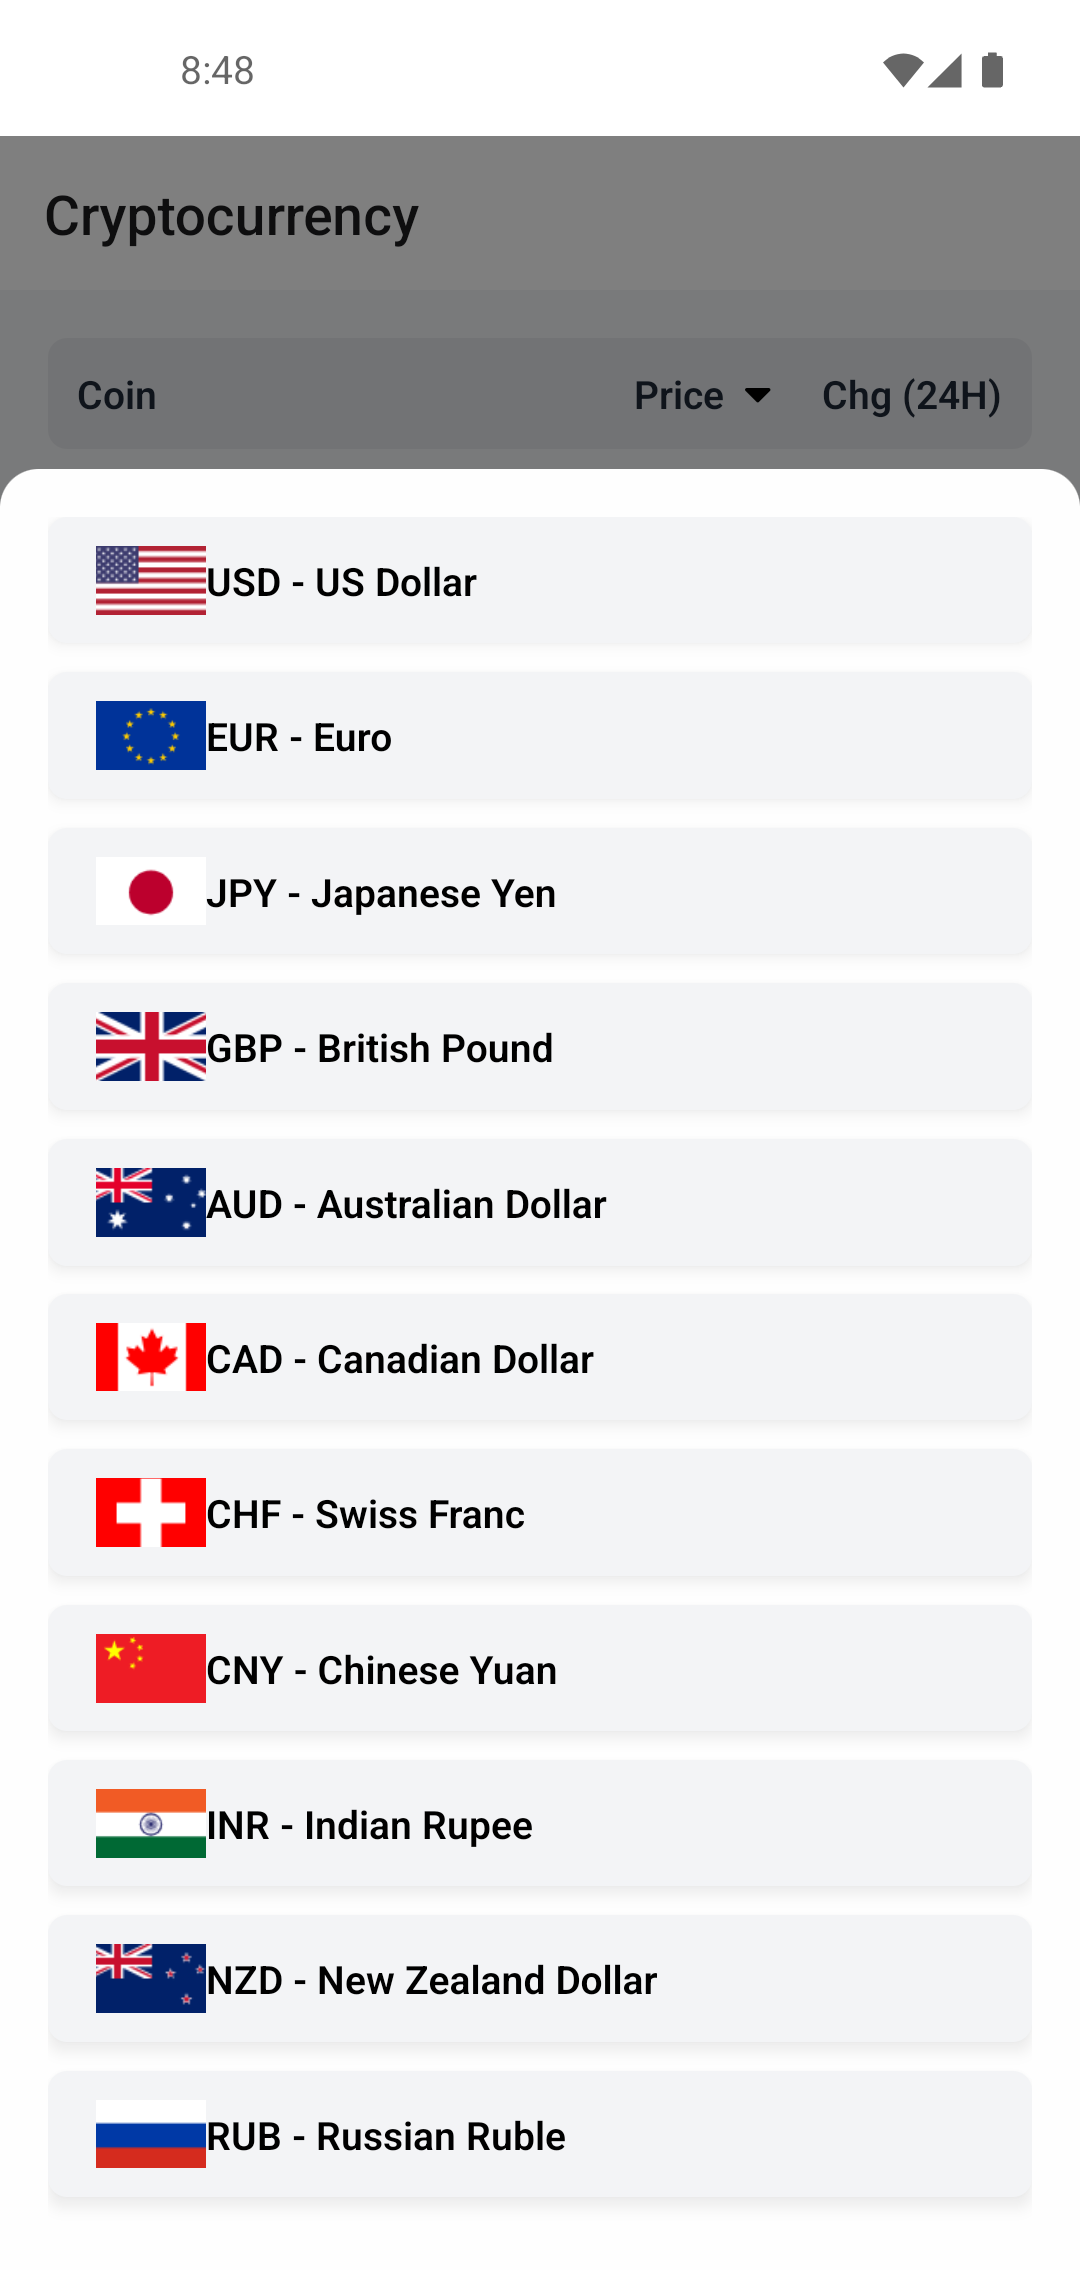 8:48
Cryptocurrency
Coin Price Chg (24H)
USD - US Dollar
EUR - Euro
JPY - Japanese Yen
GBP - British Pound
AUD - Australian Dollar
CAD - Canadian Dollar
CHF - Swiss Franc
CNY - Chinese Yuan
INR - Indian Rupee
NZD - New Zealand Dollar
RUB - Russian Ruble